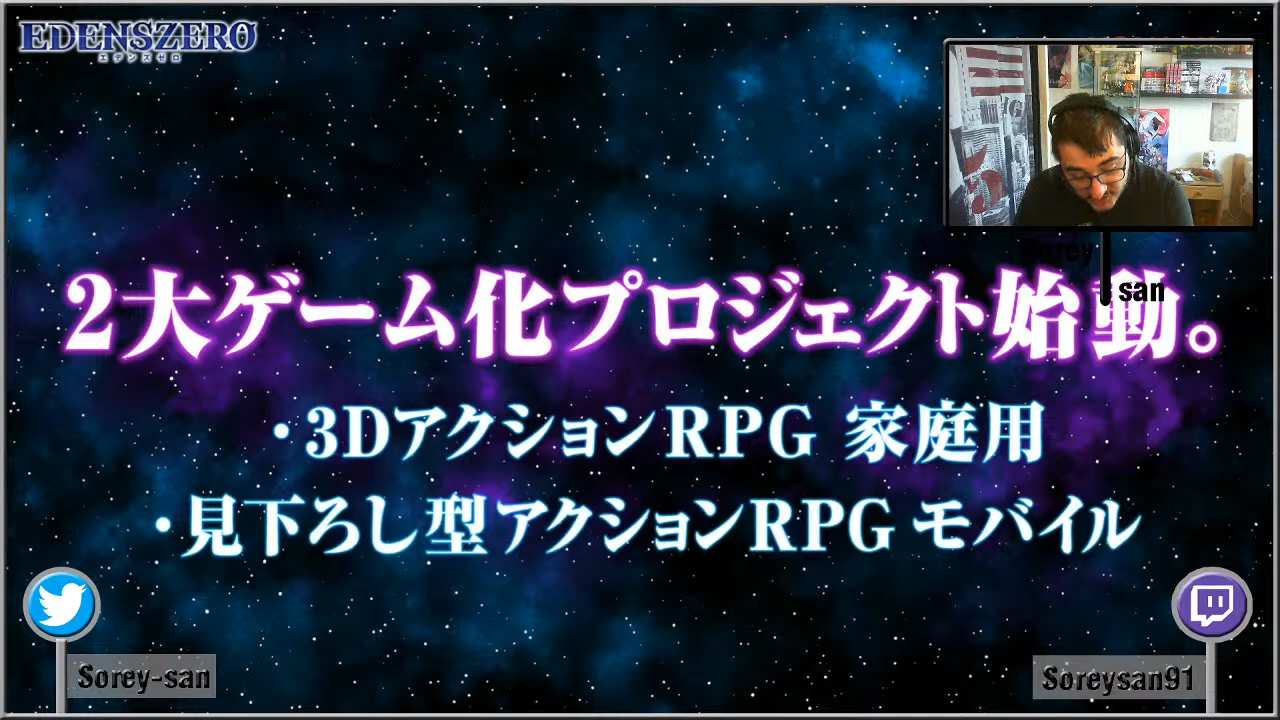 EDENSZERO
エデンズゼロ
Sorey
san
2大ゲーム化プロジェクト始動。
・3DアクションRPG 家庭用
・見下ろし型アクションRPG モバイル
Sorey-san
Soreysan91